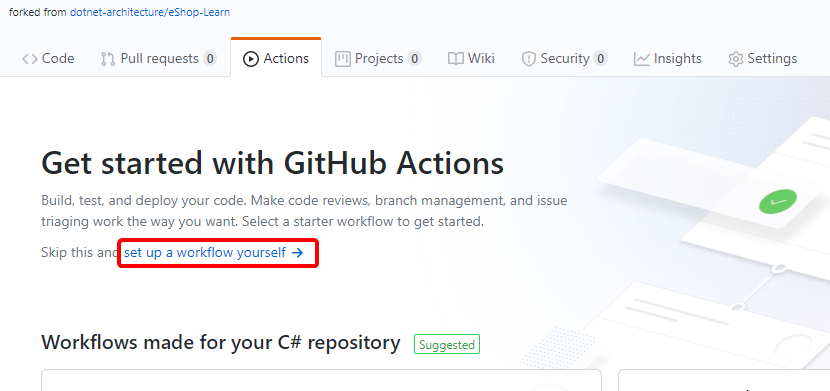 forked from dotnet-architecture/eShop-Learn
Code Pull requests 0 Actions Projects 0 Wiki Security 0 Insights Settings
Get started with GitHub Actions
Build, test, and deploy your code. Make code reviews, branch management, and issue
triaging work the way you want. Select a starter workflow to get started.
Skip this and set up a workflow yourself →
Workflows made for your C# repository Suggested